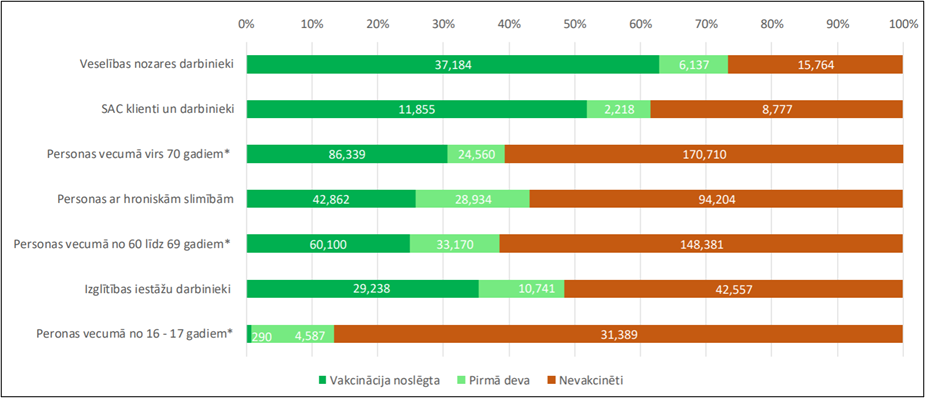 0% 10% 20% 30% 40% 50% 60% 70% 80% 90% 100%
Veselības nozares darbinieki 37,184 6,137 15,764
SAC klienti un darbinieki 11,855 2,218 8,777
Personas vecumā virs 70 gadiem* 86,339 24,560 170,710
Personas ar hroniskām slimībām 42,862 28,934 94,204
Personas vecumā no 60 līdz 69 gadiem* 60,100 33,170 148,381
Izglītības iestāžu darbinieki 29,238 10,741 42,557
Peronas vecumā no 16 - 17 gadiem* 290 4,587 31,389
Vakcinācija noslēgta Pirmā deva Nevakcinēti